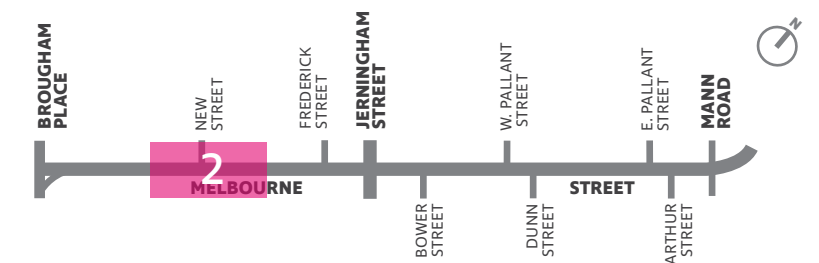 BROUGHAM
PLACE
NEW
STREET
FREDERICK
STREET
JERNINGHAM
STREET
W. PALLANT
STREET
E. PALLANT
STREET
MANN
ROAD
N
2
MELBOURNE STREET
BOWER
STREET
DUNN
STREET
ARTHUR
STREET